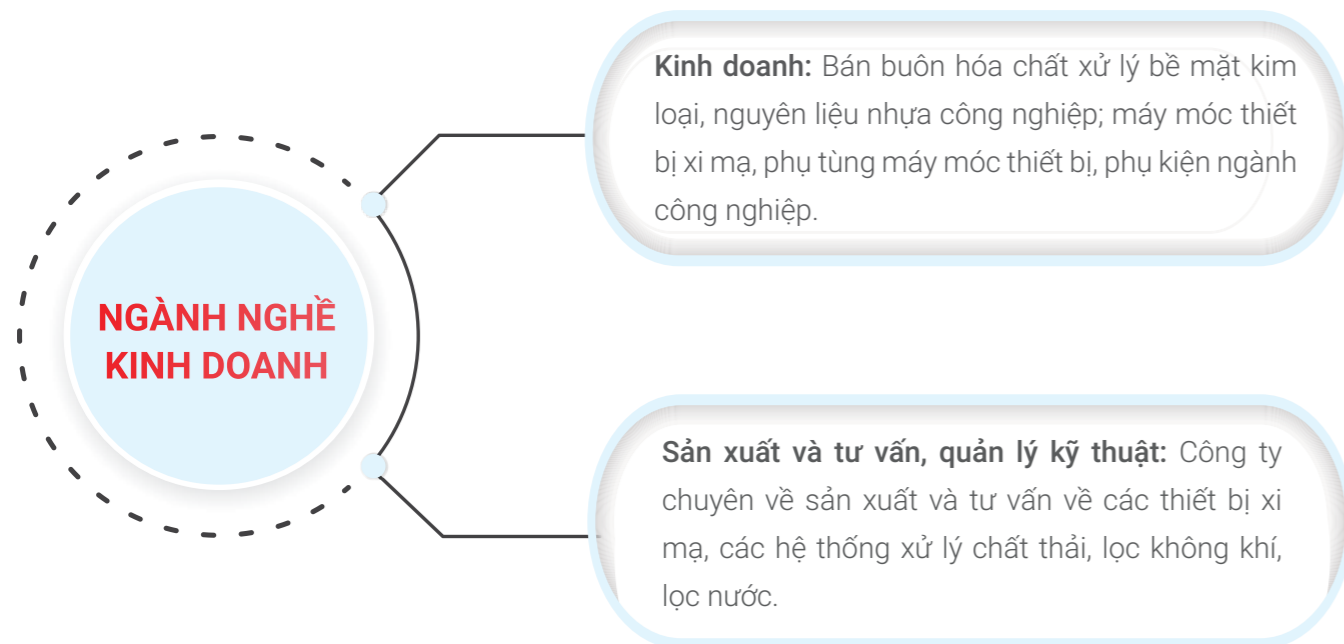 NGÀNH NGHỀ
KINH DOANH
Kinh doanh: Bán buôn hóa chất xử lý bề mặt kim
loại, nguyên liệu nhựa công nghiệp; máy móc thiết
bị xi mạ, phụ tùng máy móc thiết bị, phụ kiện ngành
công nghiệp.
Sản xuất và tư vấn, quản lý kỹ thuật: Công ty
chuyên về sản xuất và tư vấn về các thiết bị xi
mạ, các hệ thống xử lý chất thải, lọc không khí,
lọc nước.